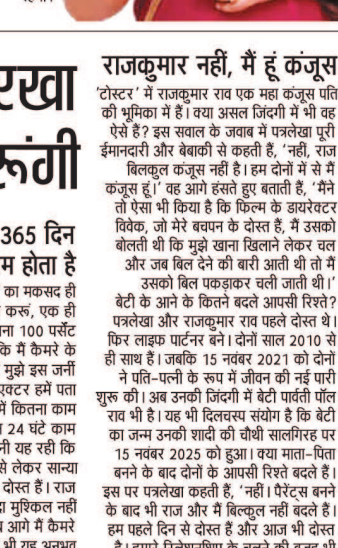 रखा
रूंगी
365 दिन
म होता है
का मकसद ही
करूं, एक ही
ना 100 पर्सेंट
कि मैं कैमरे के
मुझे इस जर्नी
एक्टर हमें पता
में कितना काम
24 घंटे काम
नी यह रही कि
से लेकर सान्या
दोस्त हैं। राज
दा मुश्किल नहीं
ब आगे मैं कैमरे
भी यह अनुभव
राजकुमार नहीं, मैं हूं कंजूस
'टोस्टर' में राजकुमार राव एक महा कंजूस पति
की भूमिका में हैं। क्या असल जिंदगी में भी वह
ऐसे हैं? इस सवाल के जवाब में पत्रलेखा पूरी
ईमानदारी और बेबाकी से कहती हैं, 'नहीं, राज
बिलकुल कंजूस नहीं है। हम दोनों में से मैं
कंजूस हूं।' वह आगे हंसते हुए बताती हैं, 'मैंने
तो ऐसा भी किया है कि फिल्म के डायरेक्टर
विवेक, जो मेरे बचपन के दोस्त हैं, मैं उसको
बोलती थी कि मुझे खाना खिलाने लेकर चल
और जब बिल देने की बारी आती थी तो मैं
उसको बिल पकड़ाकर चली जाती थी।'
बेटी के आने के कितने बदले आपसी रिश्ते?
पत्रलेखा और राजकुमार राव पहले दोस्त थे।
फिर लाइफ पार्टनर बने। दोनों साल 2010 से
ही साथ हैं। जबकि 15 नवंबर 2021 को दोनों
ने पति-पत्नी के रूप में जीवन की नई पारी
शुरू की। अब उनकी जिंदगी में बेटी पार्वती पॉल
राव भी है। यह भी दिलचस्प संयोग है कि बेटी
का जन्म उनकी शादी की चौथी सालगिरह पर
15 नवंबर 2025 को हुआ। क्या माता-पिता
बनने के बाद दोनों के आपसी रिश्ते बदले हैं।
इस पर पत्रलेखा कहती हैं, 'नहीं। पैरेंट्स बनने
के बाद भी राज और मैं बिल्कुल नहीं बदले हैं।
हम पहले दिन से दोस्त हैं और आज भी दोस्त